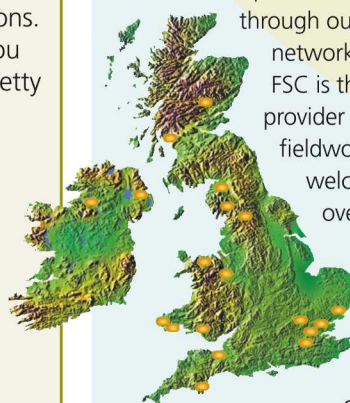 ons.
ou
etty
through ou
network
FSC is th
provider
fieldwo
welc
ove